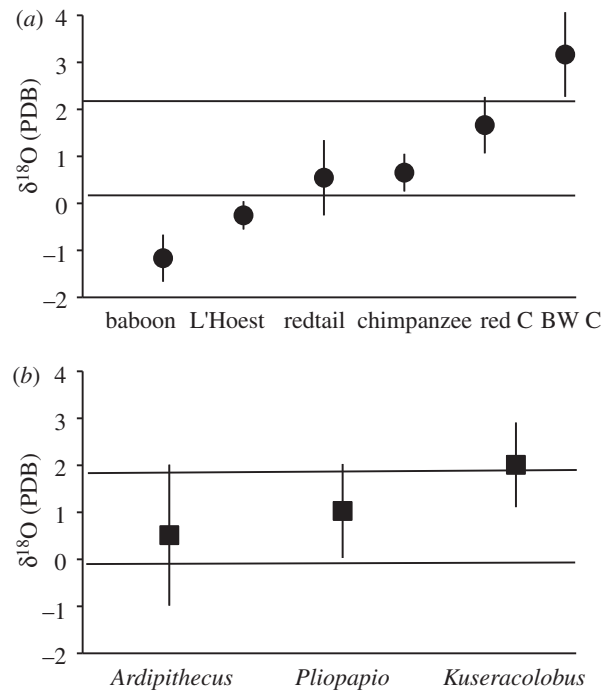 (a)
4
3
2
1
0
–1
–2
δ18O (PDB)
baboon L'Hoest redtail chimpanzee red C BW C
(b)
4
3
2
1
0
–1
–2
δ18O (PDB)
Ardipithecus Pliopapio Kuseracolobus